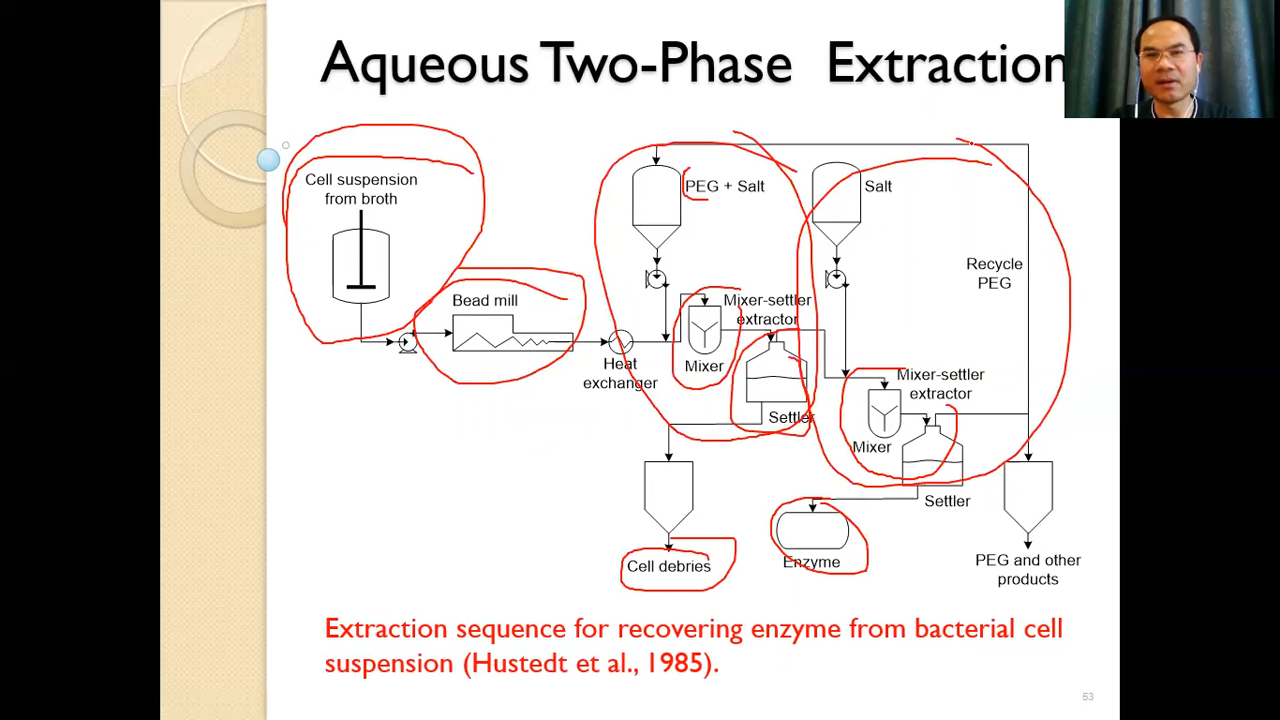 Aqueous Two-Phase Extraction
Cell suspension
from broth
PEG + Salt
Salt
Recycle
PEG
Bead mill
Mixer-settler
extractor
Heat
exchanger
Mixer
Settler
Mixer-settler
extractor
Mixer
Settler
Cell debries
Enzyme
PEG and other
products
Extraction sequence for recovering enzyme from bacterial cell
suspension (Hustedt et al., 1985).
53